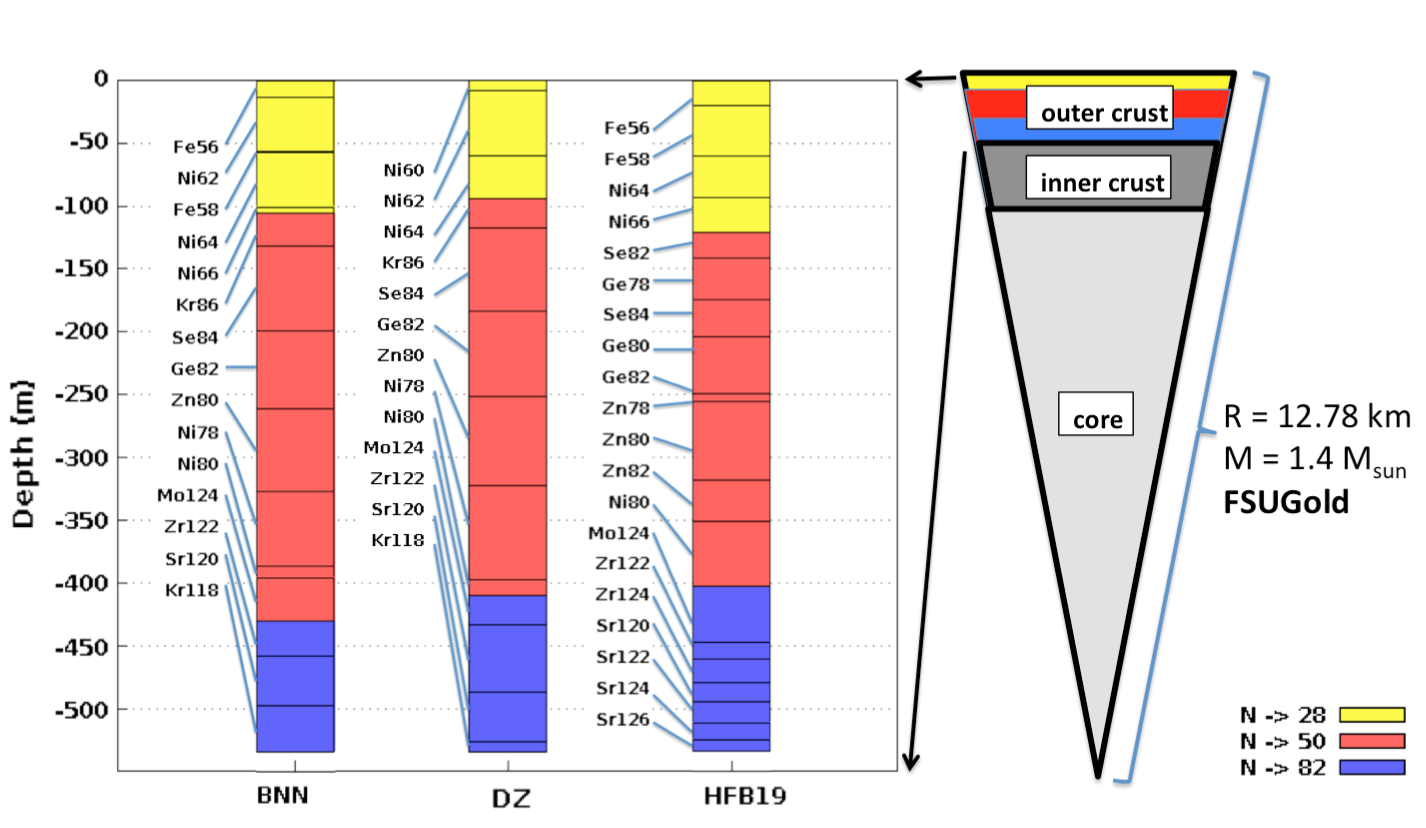 Depth (m)
0
-50
-100
-150
-200
-250
-300
-350
-400
-450
-500
Fe56
Ni62
Fe58
Ni64
Ni66
Kr86
Se84
Ge82
Zn80
Ni78
Ni80
Mo124
Zr122
Sr120
Kr118
BNN
Ni60
Ni62
Ni64
Kr86
Se84
Ge82
Zn80
Ni78
Ni80
Mo124
Zr122
Sr120
Kr118
DZ
Fe56
Fe58
Ni64
Ni66
Se82
Ge78
Se84
Ge80
Ge82
Zn78
Zn80
Zn82
Ni80
Mo124
Zr122
Zr124
Sr120
Sr122
Sr124
Sr126
HFB19
outer crust
inner crust
core
R = 12.78 km
M = 1.4 Msun
FSUGold
N -> 28
N -> 50
N -> 82